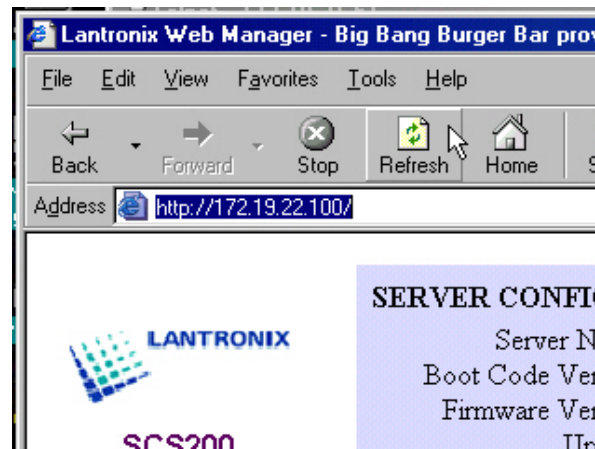 Lantronix Web Manager - Big Bang Burger Bar prov
File Edit View Favorites Tools Help
Back Forward Stop Refresh Home S
Address http://172.19.22.100/
LANTRONIX
SCS200
SERVER CONFIG
Server N
Boot Code Ver
Firmware Ver
Up